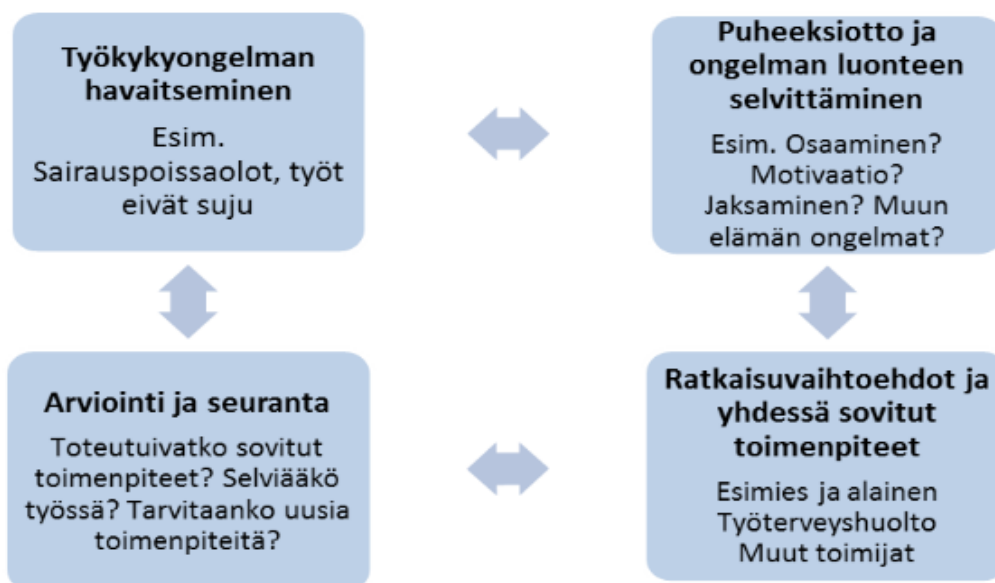 Työkykyongelman
havaitseminen
Esim.
Sairauspoissaolot, työt
eivät suju
Puheeksiotto ja
ongelman luonteen
selvittäminen
Esim. Osaaminen?
Motivaatio?
Jaksaminen? Muun
elämän ongelmat?
Arviointi ja seuranta
Toteutuivatko sovitut
toimenpiteet? Selviääkö
työssä? Tarvitaanko uusia
toimenpiteitä?
Ratkaisuvaihtoehdot ja
yhdessä sovitut
toimenpiteet
Esimies ja alainen
Työterveyshuolto
Muut toimijat